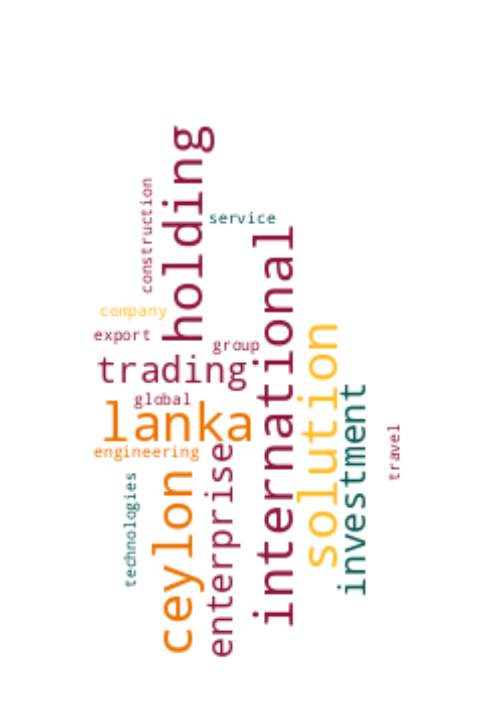 holding
construction
service
international
company
solution
export
group
trading
investment
global
lanka
travel
enterprise
engineering
ceylon
technologies